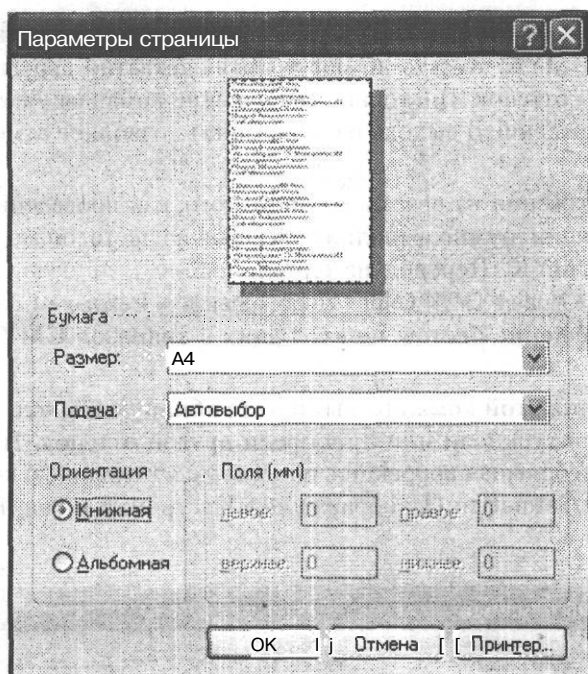 Параметры страницы
Бумага
Размер: А4
Подача: Автовыбор
Ориентация Поля (мм)
Книжная левое: 0 правое: 0
Альбомная верхнее: 0 нижнее: 0
OK Отмена Принтер...